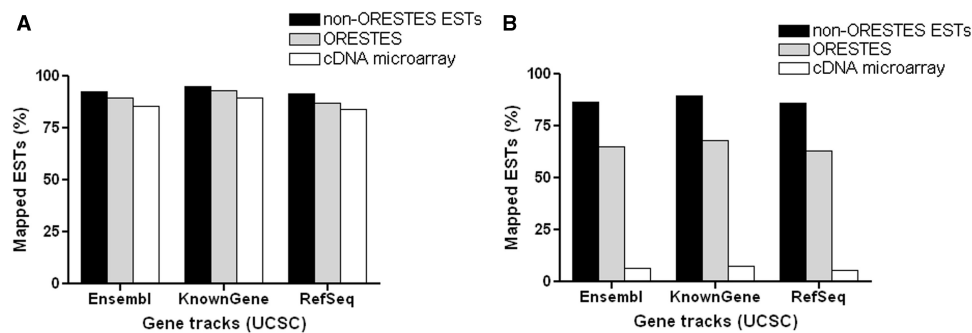 A
non-ORESTES ESTs
ORESTES
cDNA microarray
100
75
50
25
0
Mapped ESTs (%)
Ensembl KnownGene RefSeq
Gene tracks (UCSC)
B
non-ORESTES ESTs
ORESTES
cDNA microarray
100
75
50
25
0
Mapped ESTs (%)
Ensembl KnownGene RefSeq
Gene tracks (UCSC)